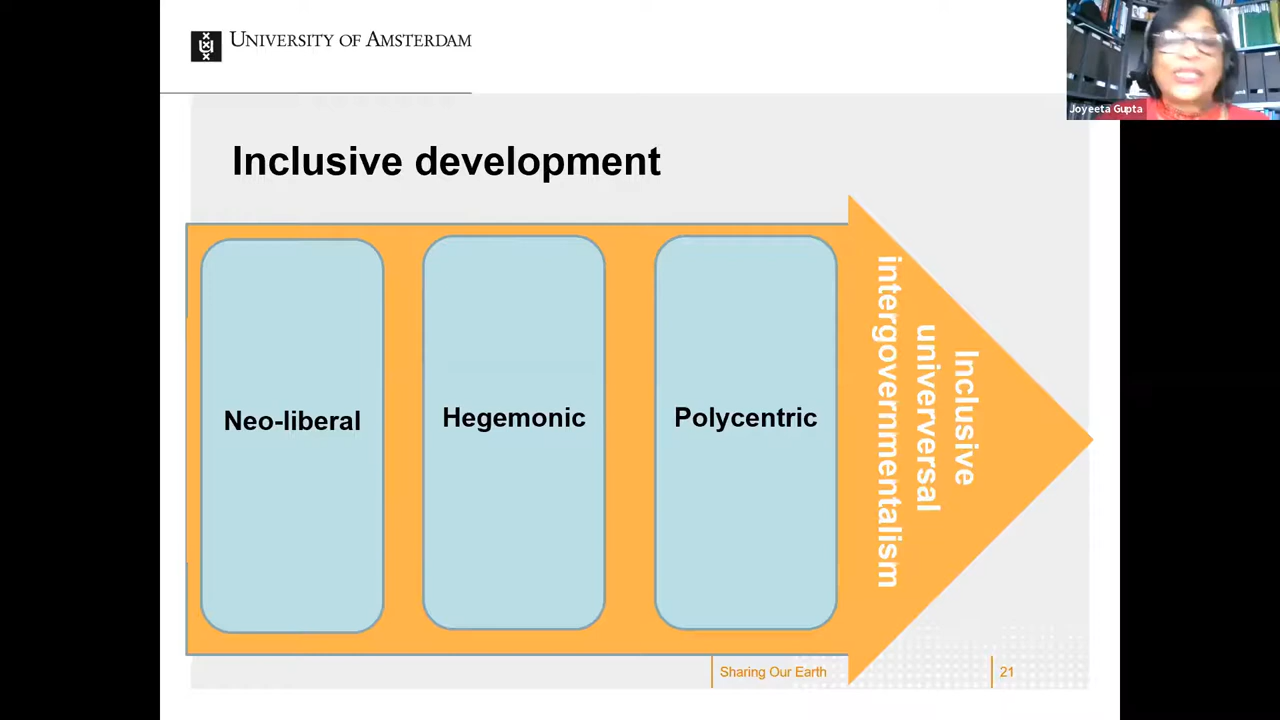 UNIVERSITY OF AMSTERDAM
Joyeeta Gupta
Inclusive development
Neo-liberal
Hegemonic
Polycentric
Inclusive
univerversal
intergovernmentalism
Sharing Our Earth
21